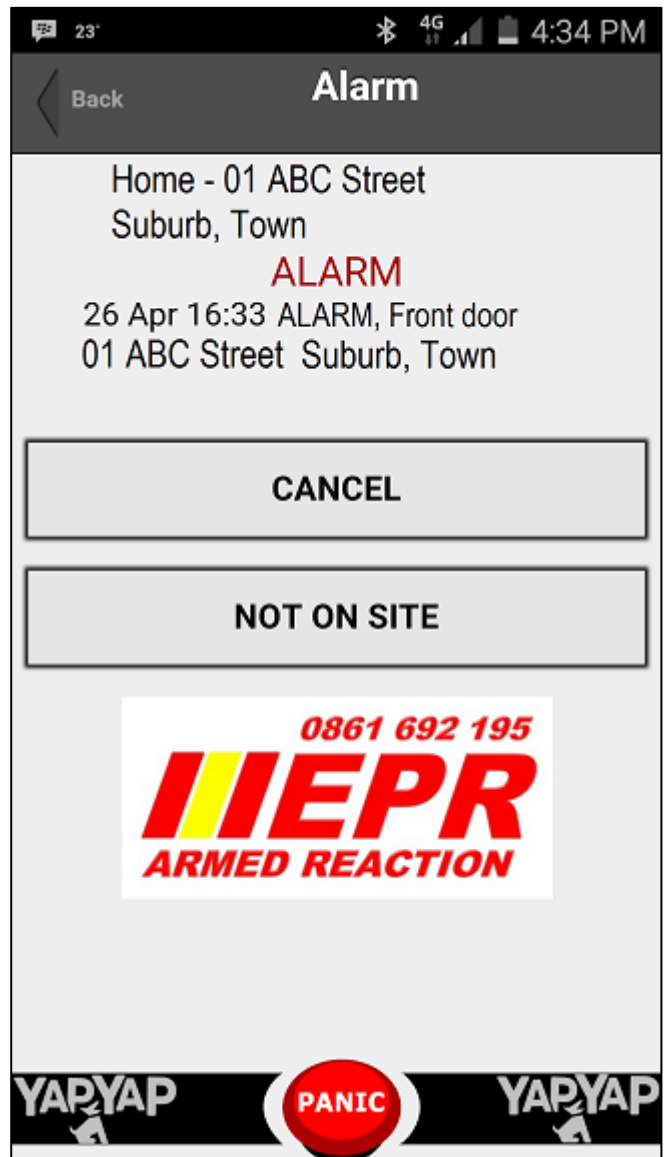 23°
4G
4:34 PM
Back
Alarm
Home - 01 ABC Street
Suburb, Town
ALARM
26 Apr 16:33 ALARM, Front door
01 ABC Street Suburb, Town
CANCEL
NOT ON SITE
0861 692 195
EPR
ARMED REACTION
YAPYAP
PANIC
YAPYAP